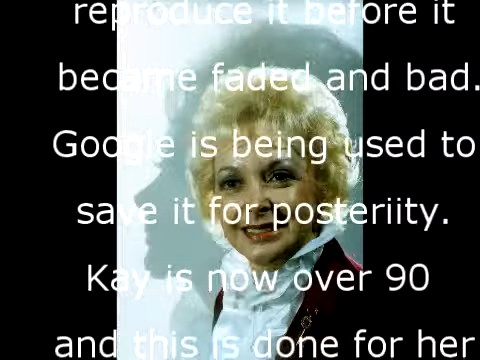 reproduce it before it
became faded and bad.
Google is being used to
save it for posteriity.
Kay is now over 90
and this is done for her